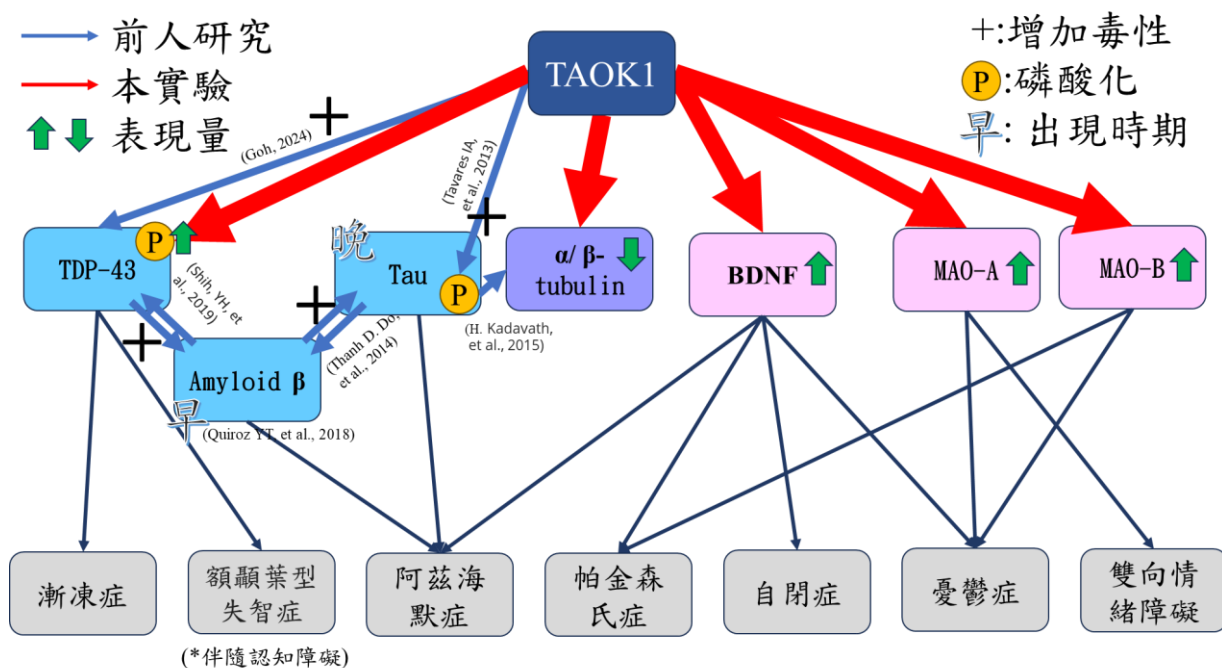 前人研究
本實驗
表現量
TAOK1
+:增加毒性
P:磷酸化
早: 出現時期
+
(Goh, 2024)
(Tavares IA,
et al., 2013)
+
P
TDP-43
(Shih, YH, et
al., 2019)
晚
Tau
P
α/ β-
tubulin
BDNF
MAO-A
MAO-B
+
+
(Thanh D. Do,
et al., 2014)
(H. Kadavath,
et al., 2015)
Amyloid β
早
(Quiroz YT, et al., 2018)
漸凍症
額顳葉型
失智症
阿茲海
默症
帕金森
氏症
自閉症
憂鬱症
雙向情
緒障礙
(*伴隨認知障礙)